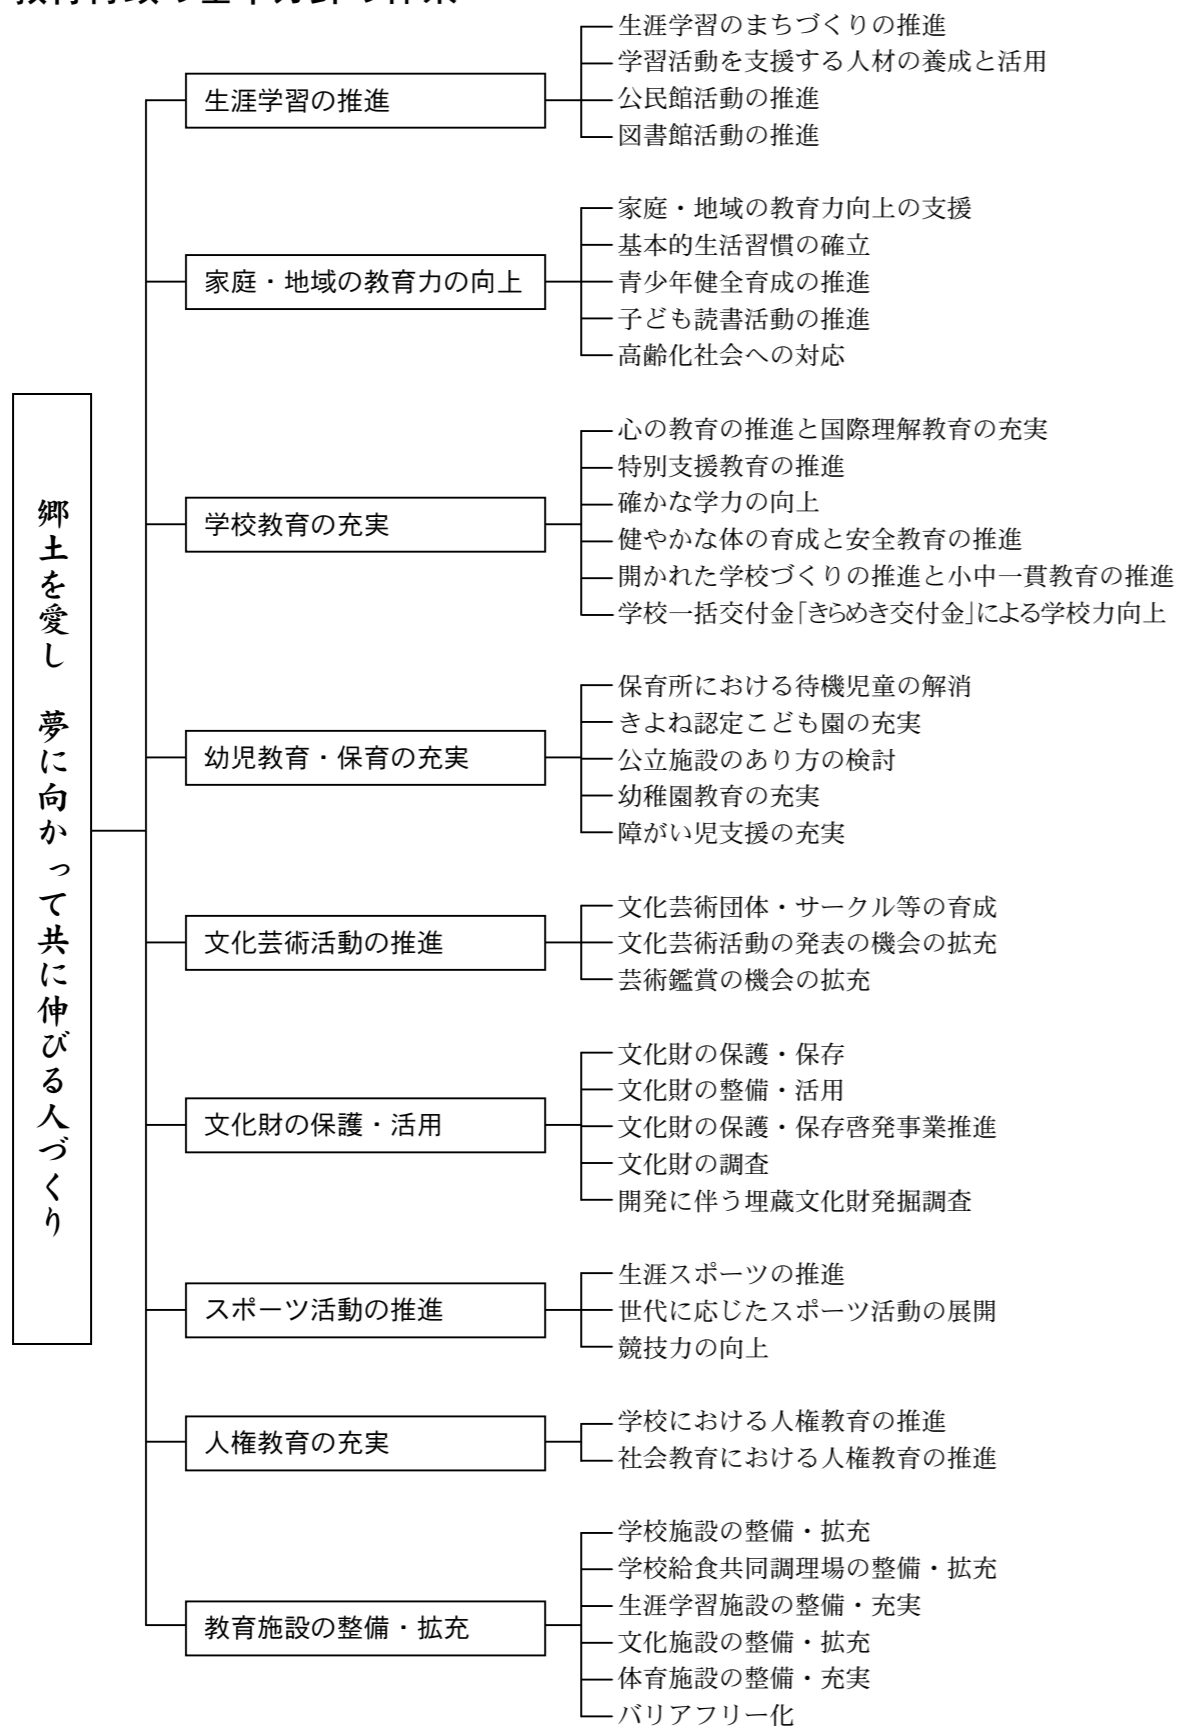 郷土を愛し　夢に向かって共に伸びる人づくり
生涯学習の推進
生涯学習のまちづくりの推進
学習活動を支援する人材の養成と活用
公民館活動の推進
図書館活動の推進
家庭・地域の教育力の向上
家庭・地域の教育力向上の支援
基本的生活習慣の確立
青少年健全育成の推進
子ども読書活動の推進
高齢化社会への対応
学校教育の充実
心の教育の推進と国際理解教育の充実
特別支援教育の推進
確かな学力の向上
健やかな体の育成と安全教育の推進
開かれた学校づくりの推進と小中一貫教育の推進
学校一括交付金「きらめき交付金」による学校力向上
幼児教育・保育の充実
保育所における待機児童の解消
きよね認定こども園の充実
公立施設のあり方の検討
幼稚園教育の充実
障がい児支援の充実
文化芸術活動の推進
文化芸術団体・サークル等の育成
文化芸術活動の発表の機会の拡充
芸術鑑賞の機会の拡充
文化財の保護・活用
文化財の保護・保存
文化財の整備・活用
文化財の保護・保存啓発事業推進
文化財の調査
開発に伴う埋蔵文化財発掘調査
スポーツ活動の推進
生涯スポーツの推進
世代に応じたスポーツ活動の展開
競技力の向上
人権教育の充実
学校における人権教育の推進
社会教育における人権教育の推進
教育施設の整備・拡充
学校施設の整備・拡充
学校給食共同調理場の整備・拡充
生涯学習施設の整備・充実
文化施設の整備・拡充
体育施設の整備・充実
バリアフリー化